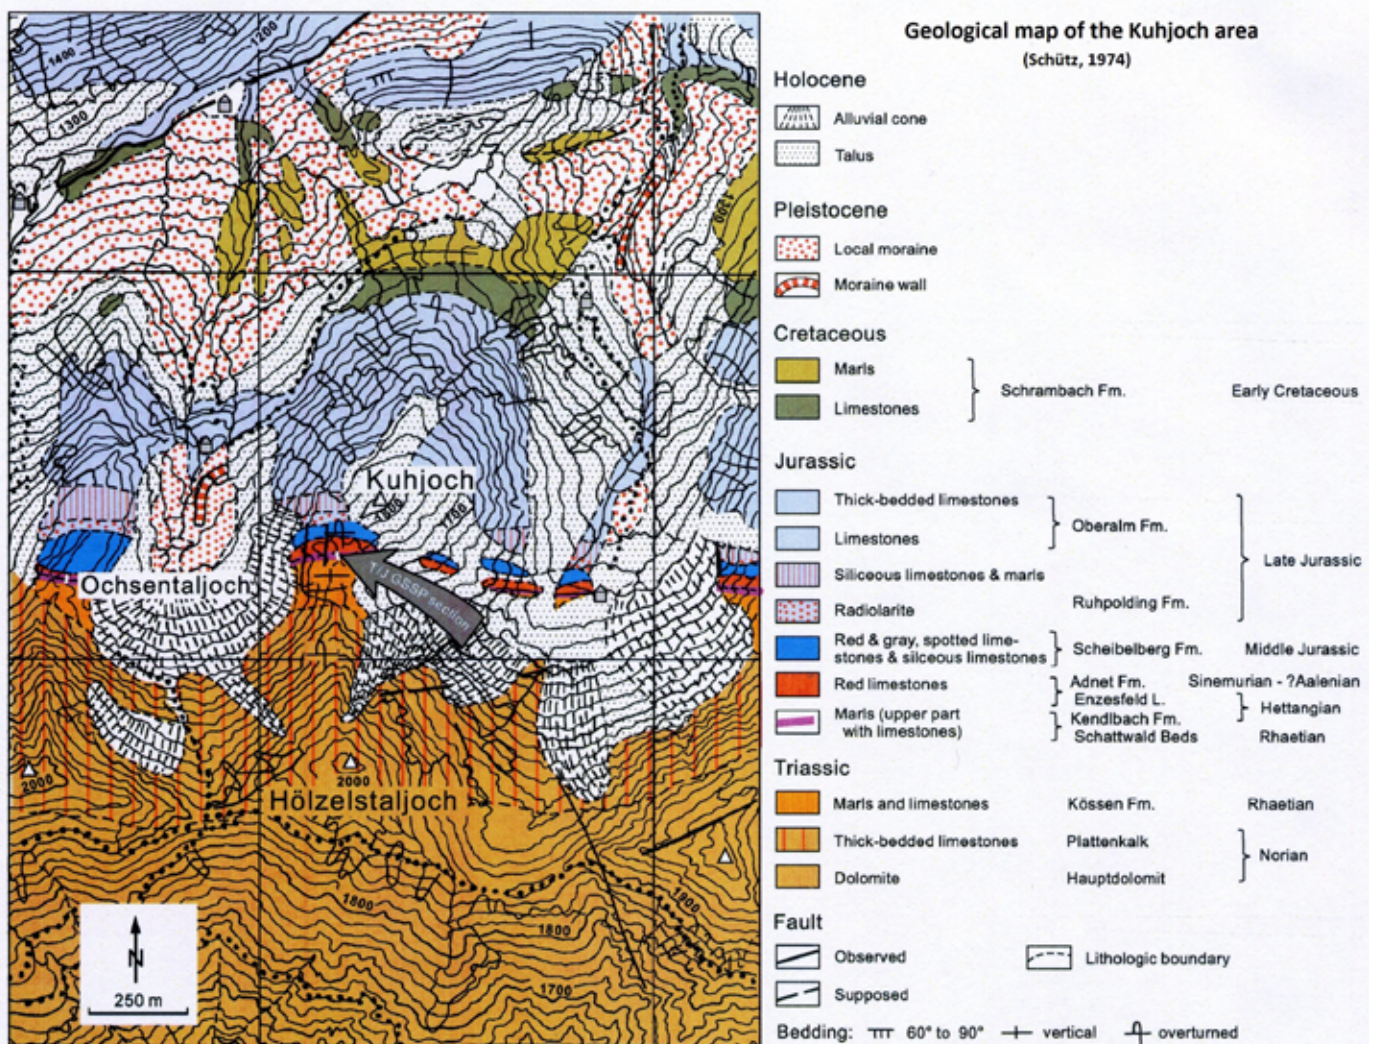 Geological map of the Kuhjoch area
(Schütz, 1974)
Holocene
Alluvial cone
Talus
Pleistocene
Local moraine
Moraine wall
Cretaceous
Marls
Schrambach Fm.
Early Cretaceous
Limestones
Jurassic
Thick-bedded limestones
Oberalm Fm.
Limestones
Late Jurassic
Siliceous limestones & marls
Ruhpolding Fm.
Radiolarite
Red & gray, spotted lime-
stones & silceous limestones
Scheibelberg Fm.
Middle Jurassic
Red limestones
Adnet Fm.
Sinemurian - ?Aalenian
Enzesfeld L.
Hettangian
Marls (upper part
with limestones)
Kendlbach Fm.
Schattwald Beds
Rhaetian
Triassic
Marls and limestones
Kössen Fm.
Rhaetian
Thick-bedded limestones
Plattenkalk
Norian
Dolomite
Hauptdolomit
Fault
Observed
Lithologic boundary
Supposed
Bedding: 60° to 90° vertical overturned
1400
1200
1300
1300
Kuhjoch
1800
1700
Ochsentaljoch
T/J GSSP section
2000
2000
Hölzelstaljoch
1800
1900
1800
1700
N
250 m